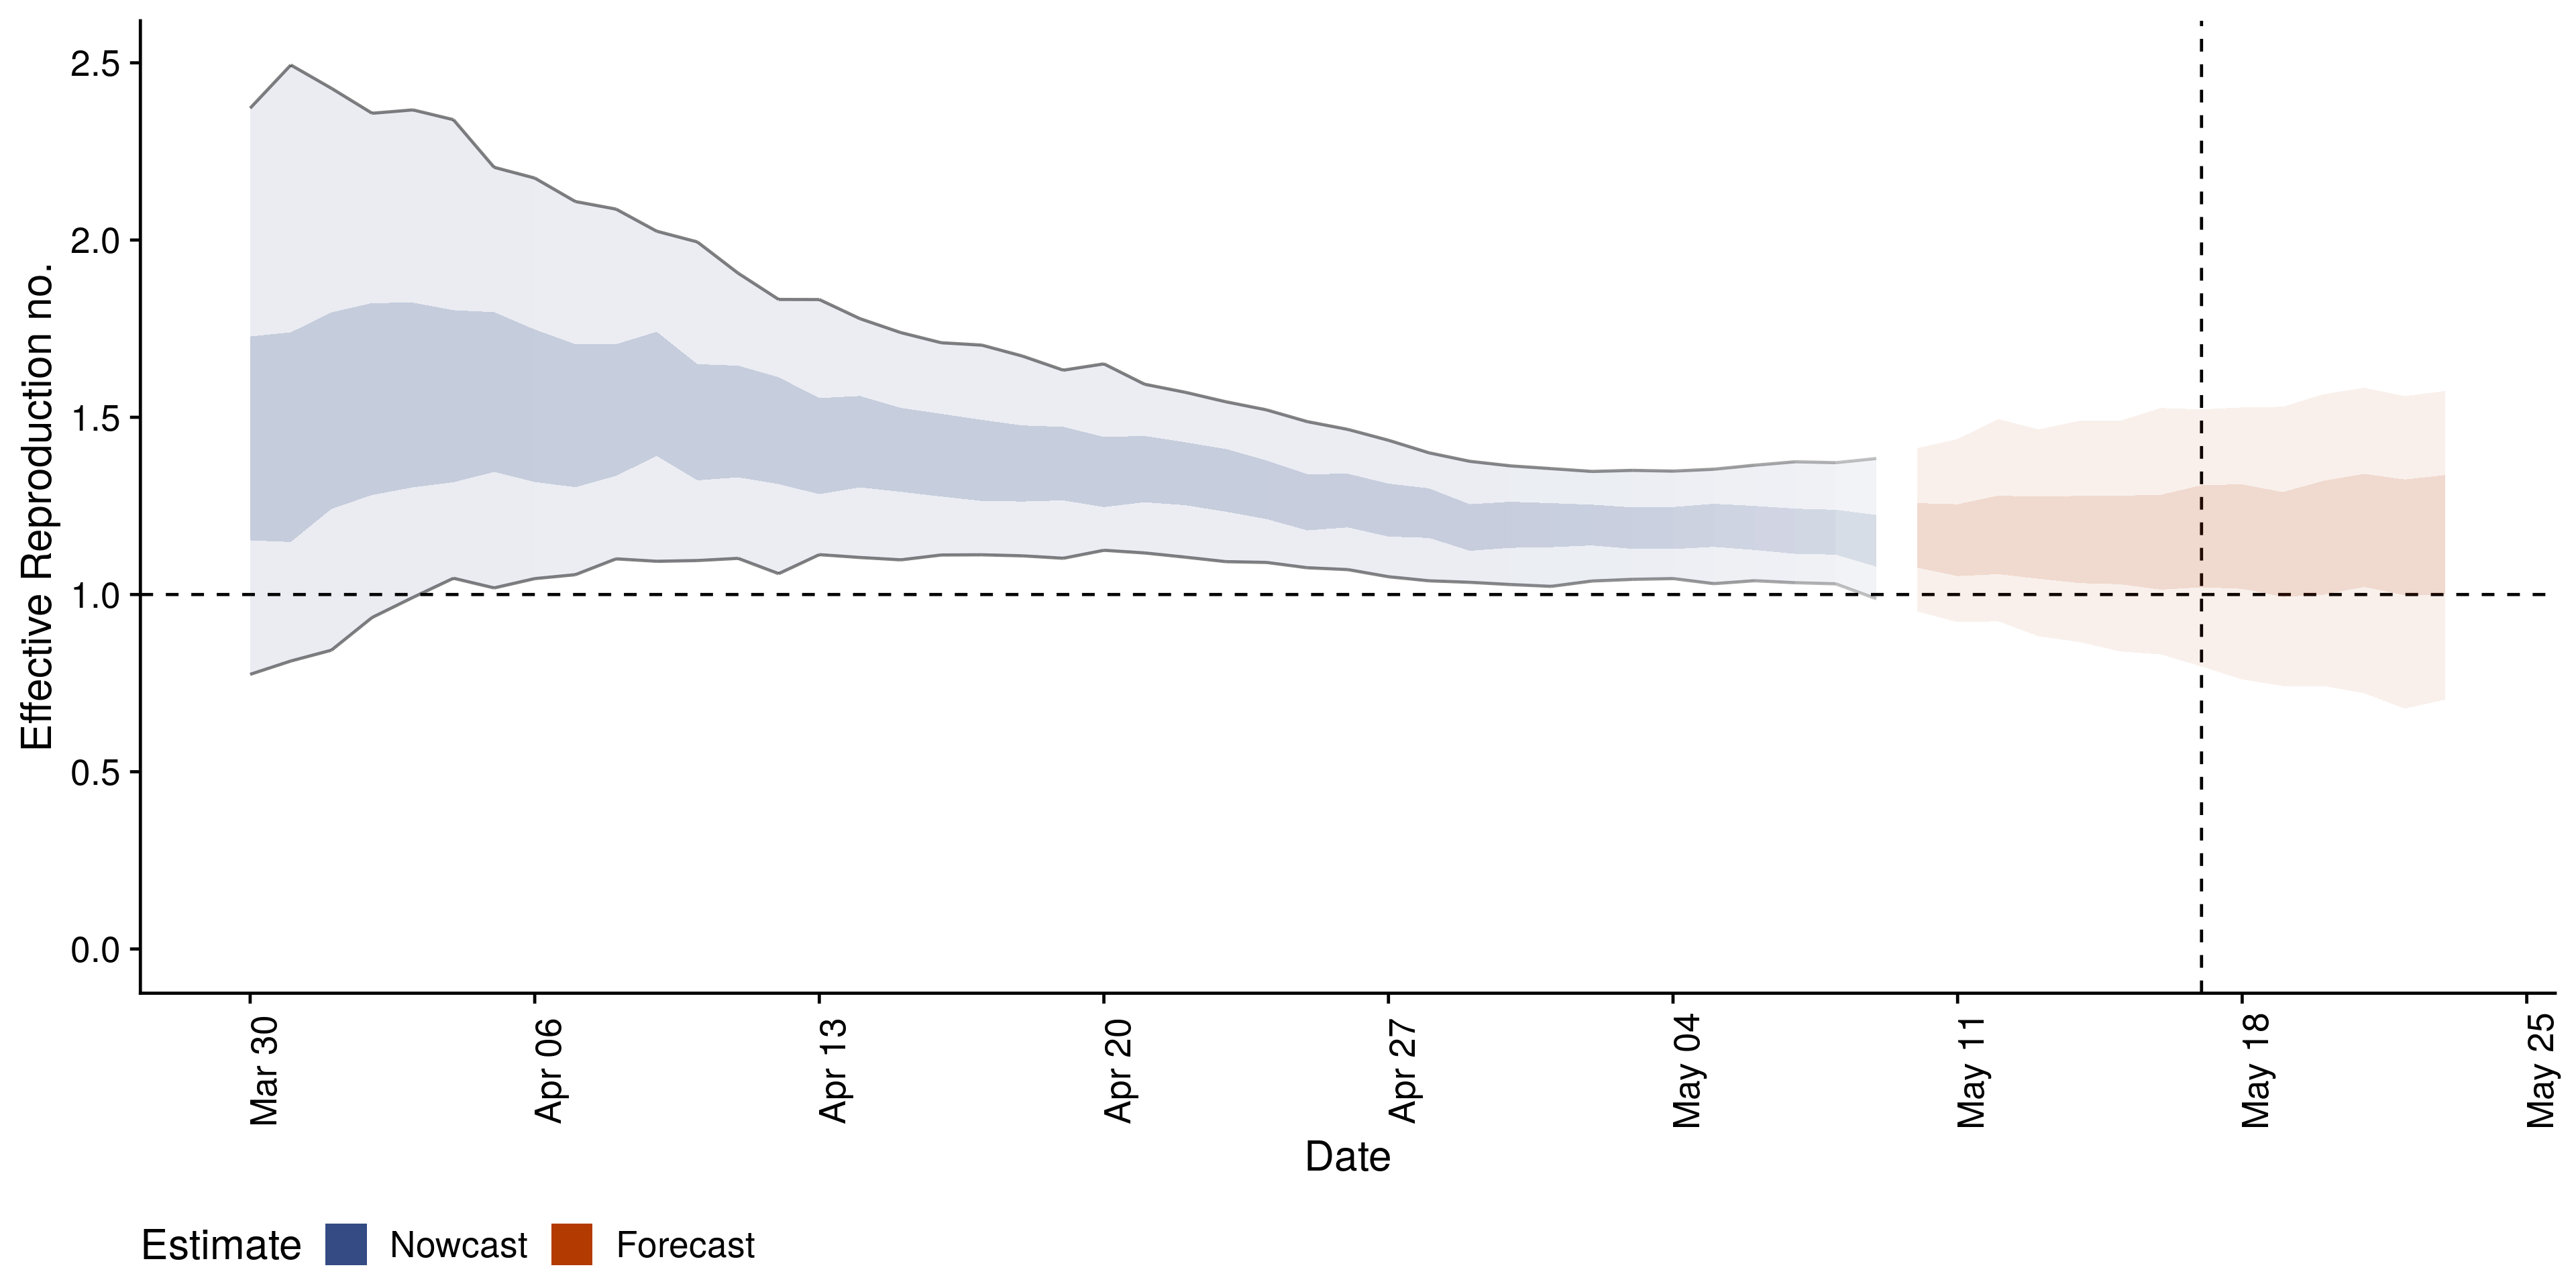 Effective Reproduction no.
2.5
2.0
1.5
1.0
0.5
0.0
Mar 30
Apr 06
Apr 13
Apr 20
Apr 27
May 04
May 11
May 18
May 25
Date
Estimate Nowcast Forecast